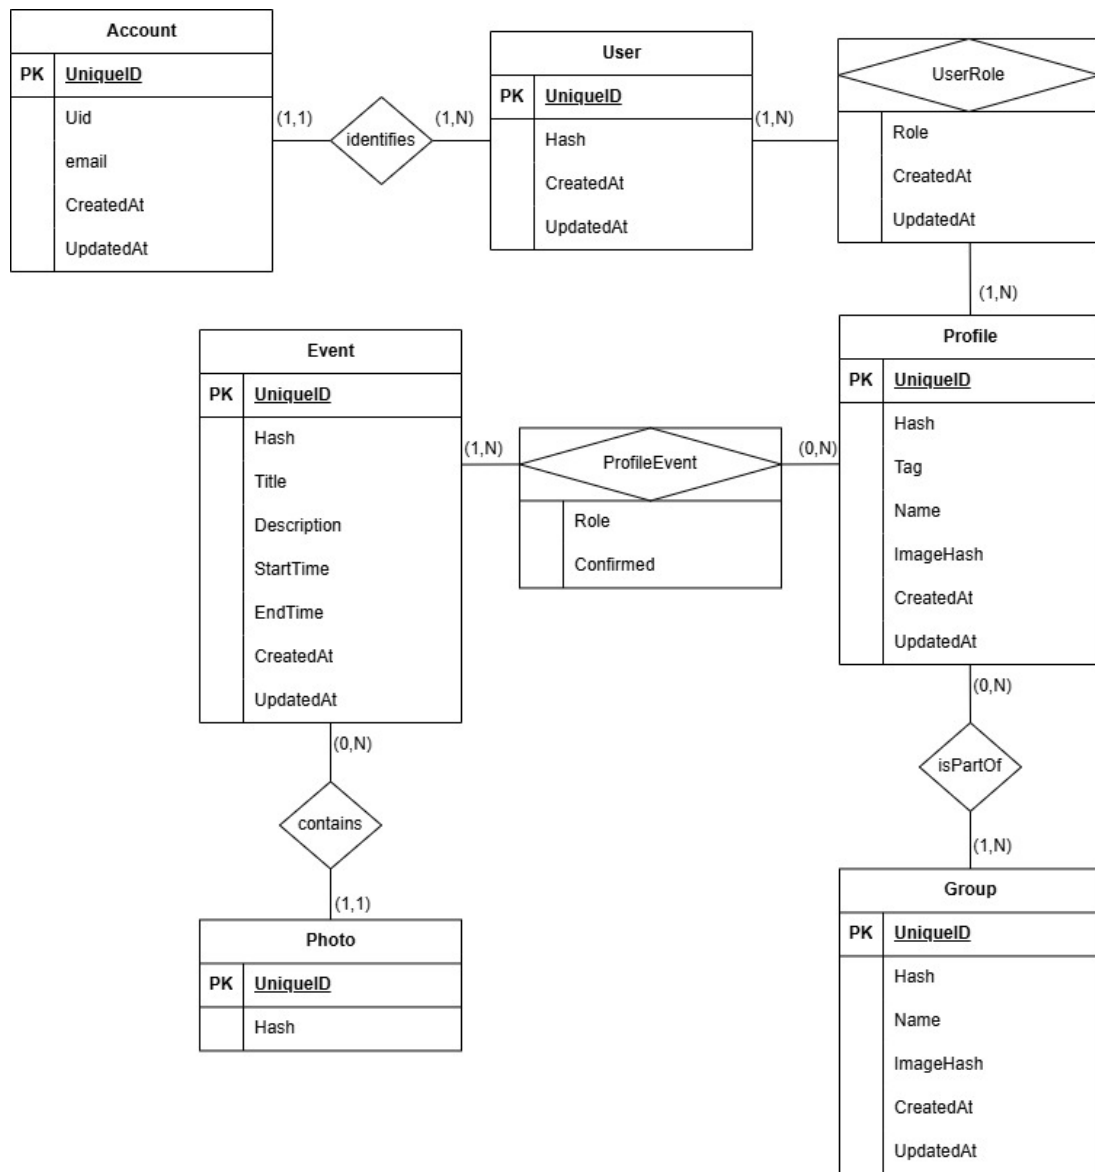 Account
PK UniqueID
Uid
email
CreatedAt
UpdatedAt
(1,1)
identifies
(1,N)
User
PK UniqueID
Hash
CreatedAt
UpdatedAt
(1,N)
UserRole
Role
CreatedAt
UpdatedAt
(1,N)
Event
PK UniqueID
Hash
Title
Description
StartTime
EndTime
CreatedAt
UpdatedAt
(1,N)
ProfileEvent
Role
Confirmed
(0,N)
Profile
PK UniqueID
Hash
Tag
Name
ImageHash
CreatedAt
UpdatedAt
(0,N)
contains
(1,1)
Photo
PK UniqueID
Hash
(0,N)
isPartOf
(1,N)
Group
PK UniqueID
Hash
Name
ImageHash
CreatedAt
UpdatedAt